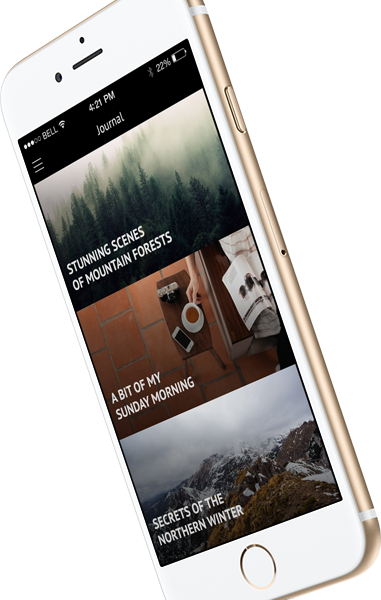 BELL 4:21 PM 22%
Journal
STUNNING SCENES
OF MOUNTAIN FORESTS
A BIT OF MY
SUNDAY MORNING
SECRETS OF THE
NORTHERN WINTER